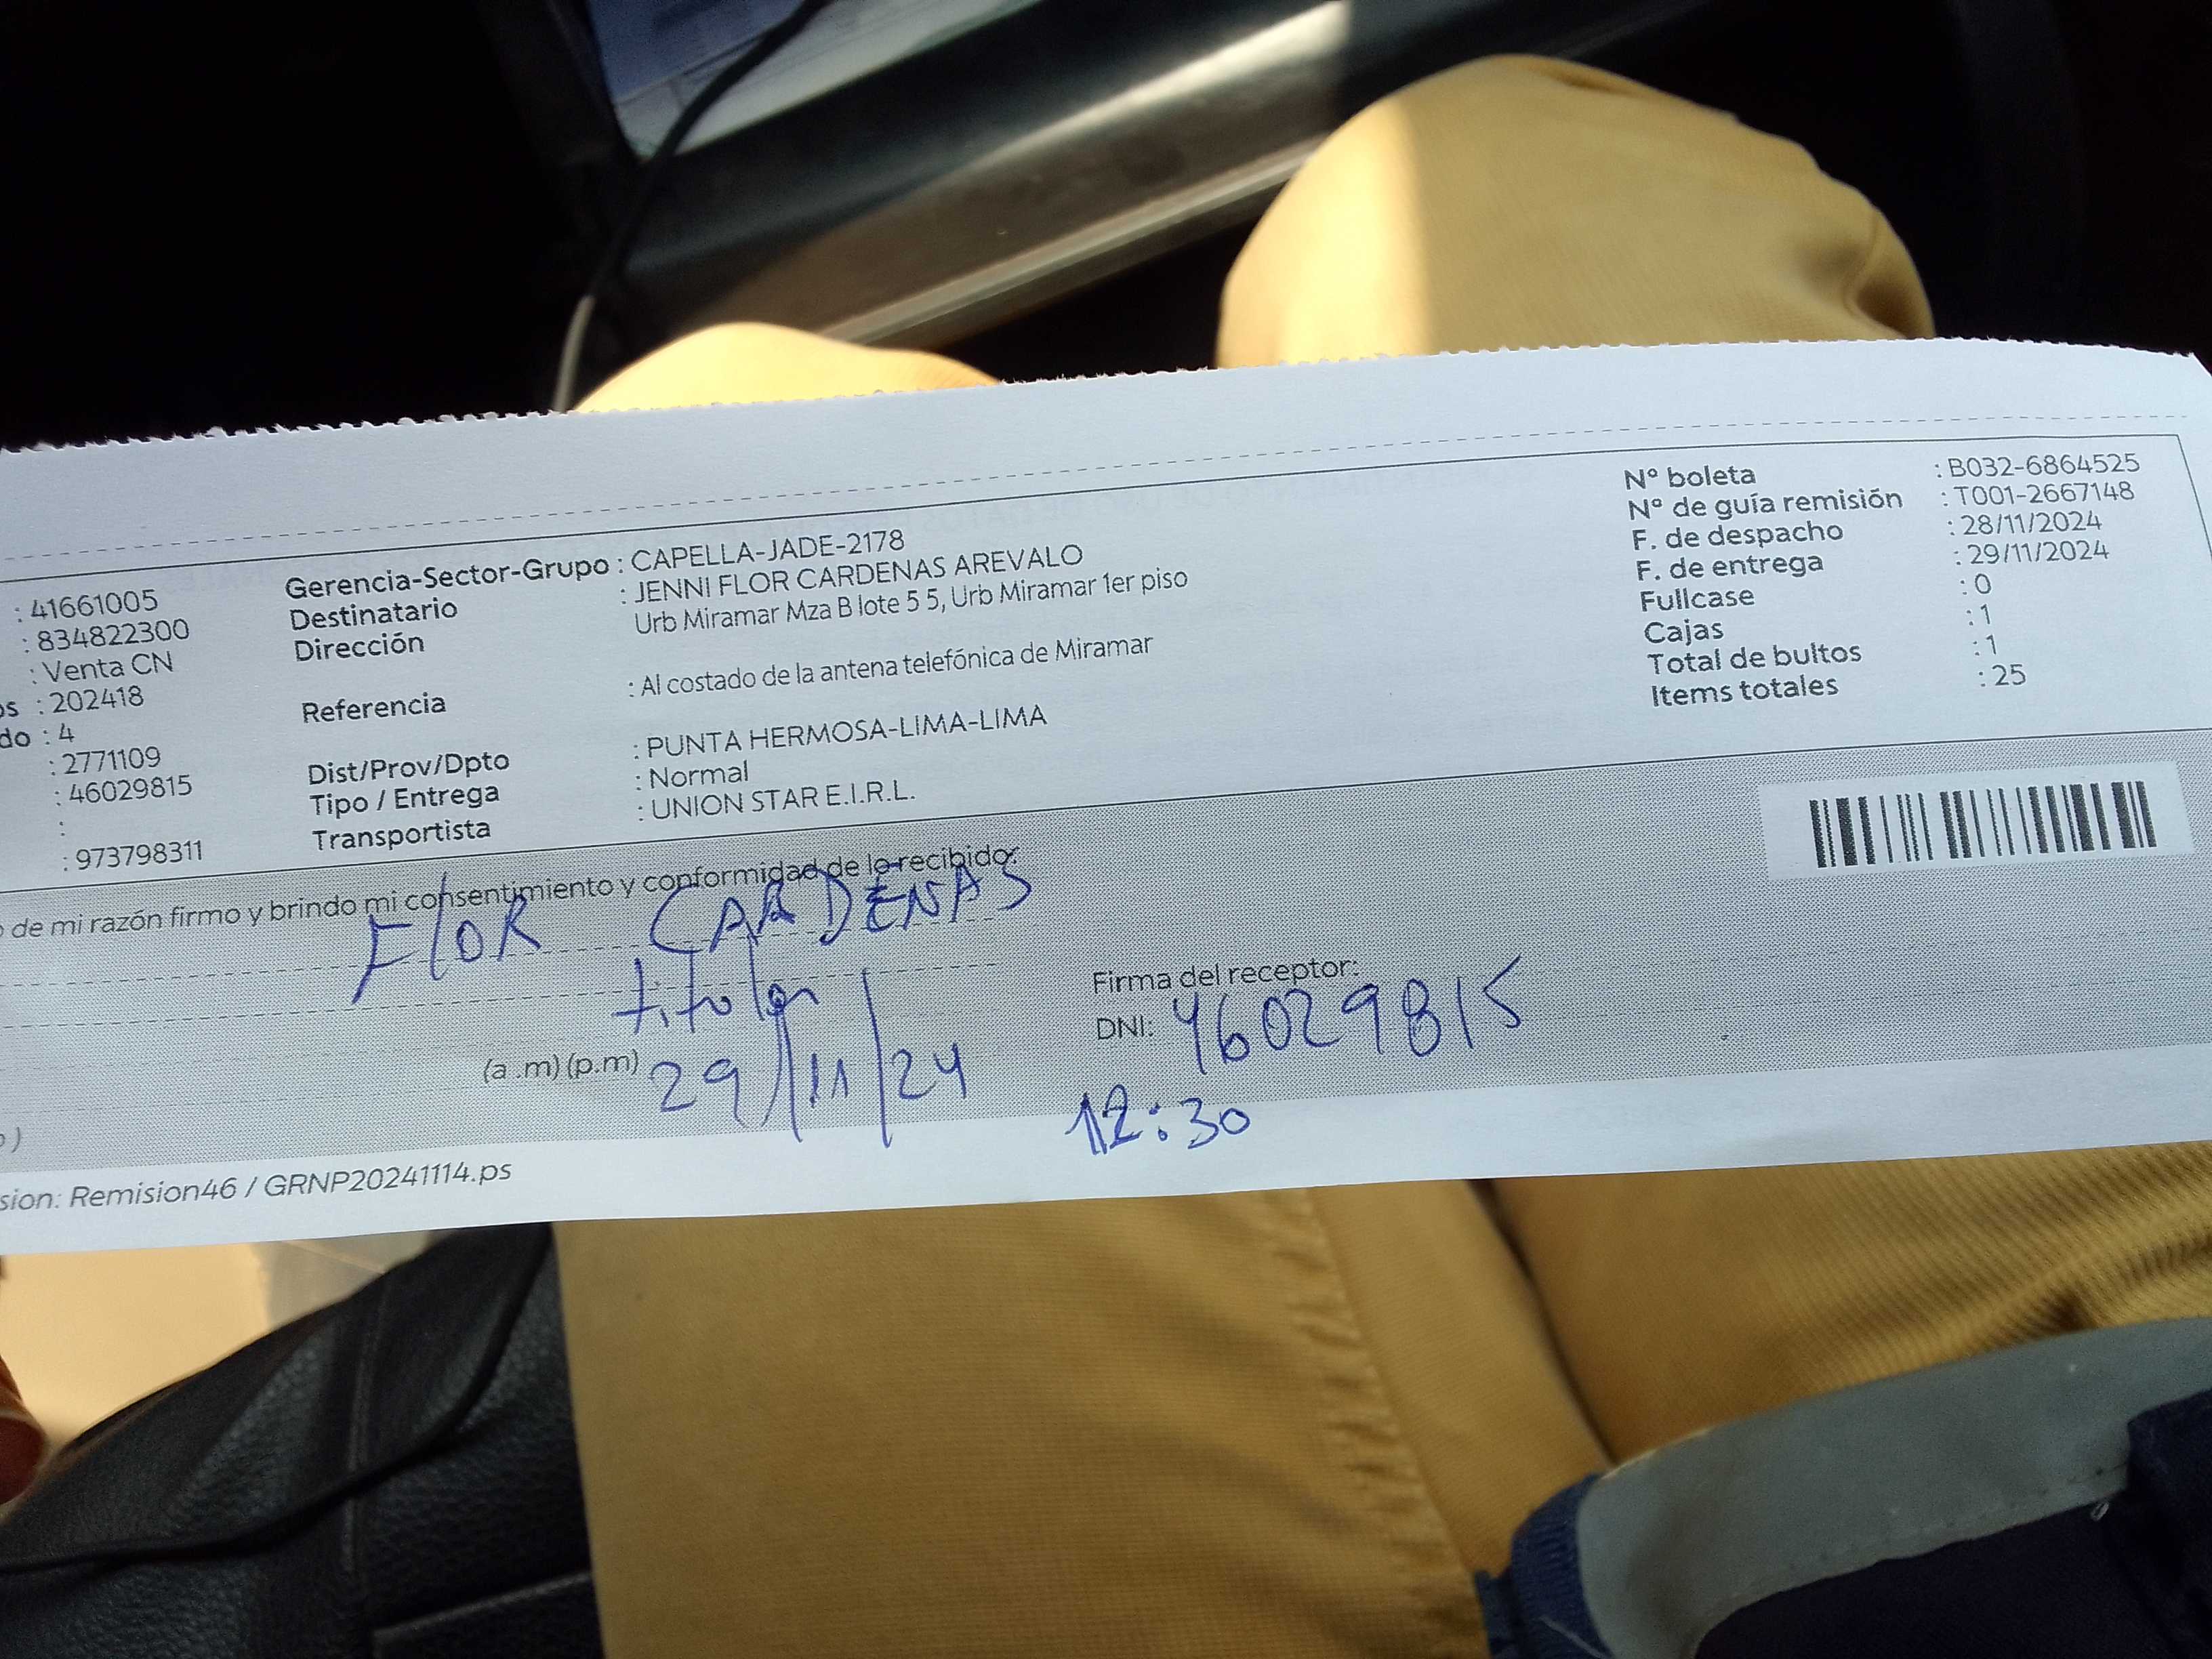 : 41661005
: 834822300
: Venta CN
os : 202418
do : 4
: 2771109
: 46029815
:
: 973798311
Gerencia-Sector-Grupo : CAPELLA-JADE-2178
Destinatario : JENNI FLOR CARDENAS AREVALO
Dirección Urb Miramar Mza B lote 5 5, Urb Miramar 1er piso
Referencia : Al costado de la antena telefónica de Miramar
Dist/Prov/Dpto : PUNTA HERMOSA-LIMA-LIMA
Tipo / Entrega : Normal
Transportista : UNION STAR E.I.R.L.
Nº boleta : B032-6864525
Nº de guía remisión : T001-2667148
F. de despacho : 28/11/2024
F. de entrega : 29/11/2024
Fullcase : 0
Cajas : 1
Total de bultos : 1
Items totales : 25
o de mi razón firmo y brindo mi consentimiento y conformidad de lo recibido:
FlOR CARDENAS
titular
Firma del receptor:
DNI: 46029815
(a .m) (p.m) 29/11/24
12:30
o )
sion: Remision46 / GRNP20241114.ps